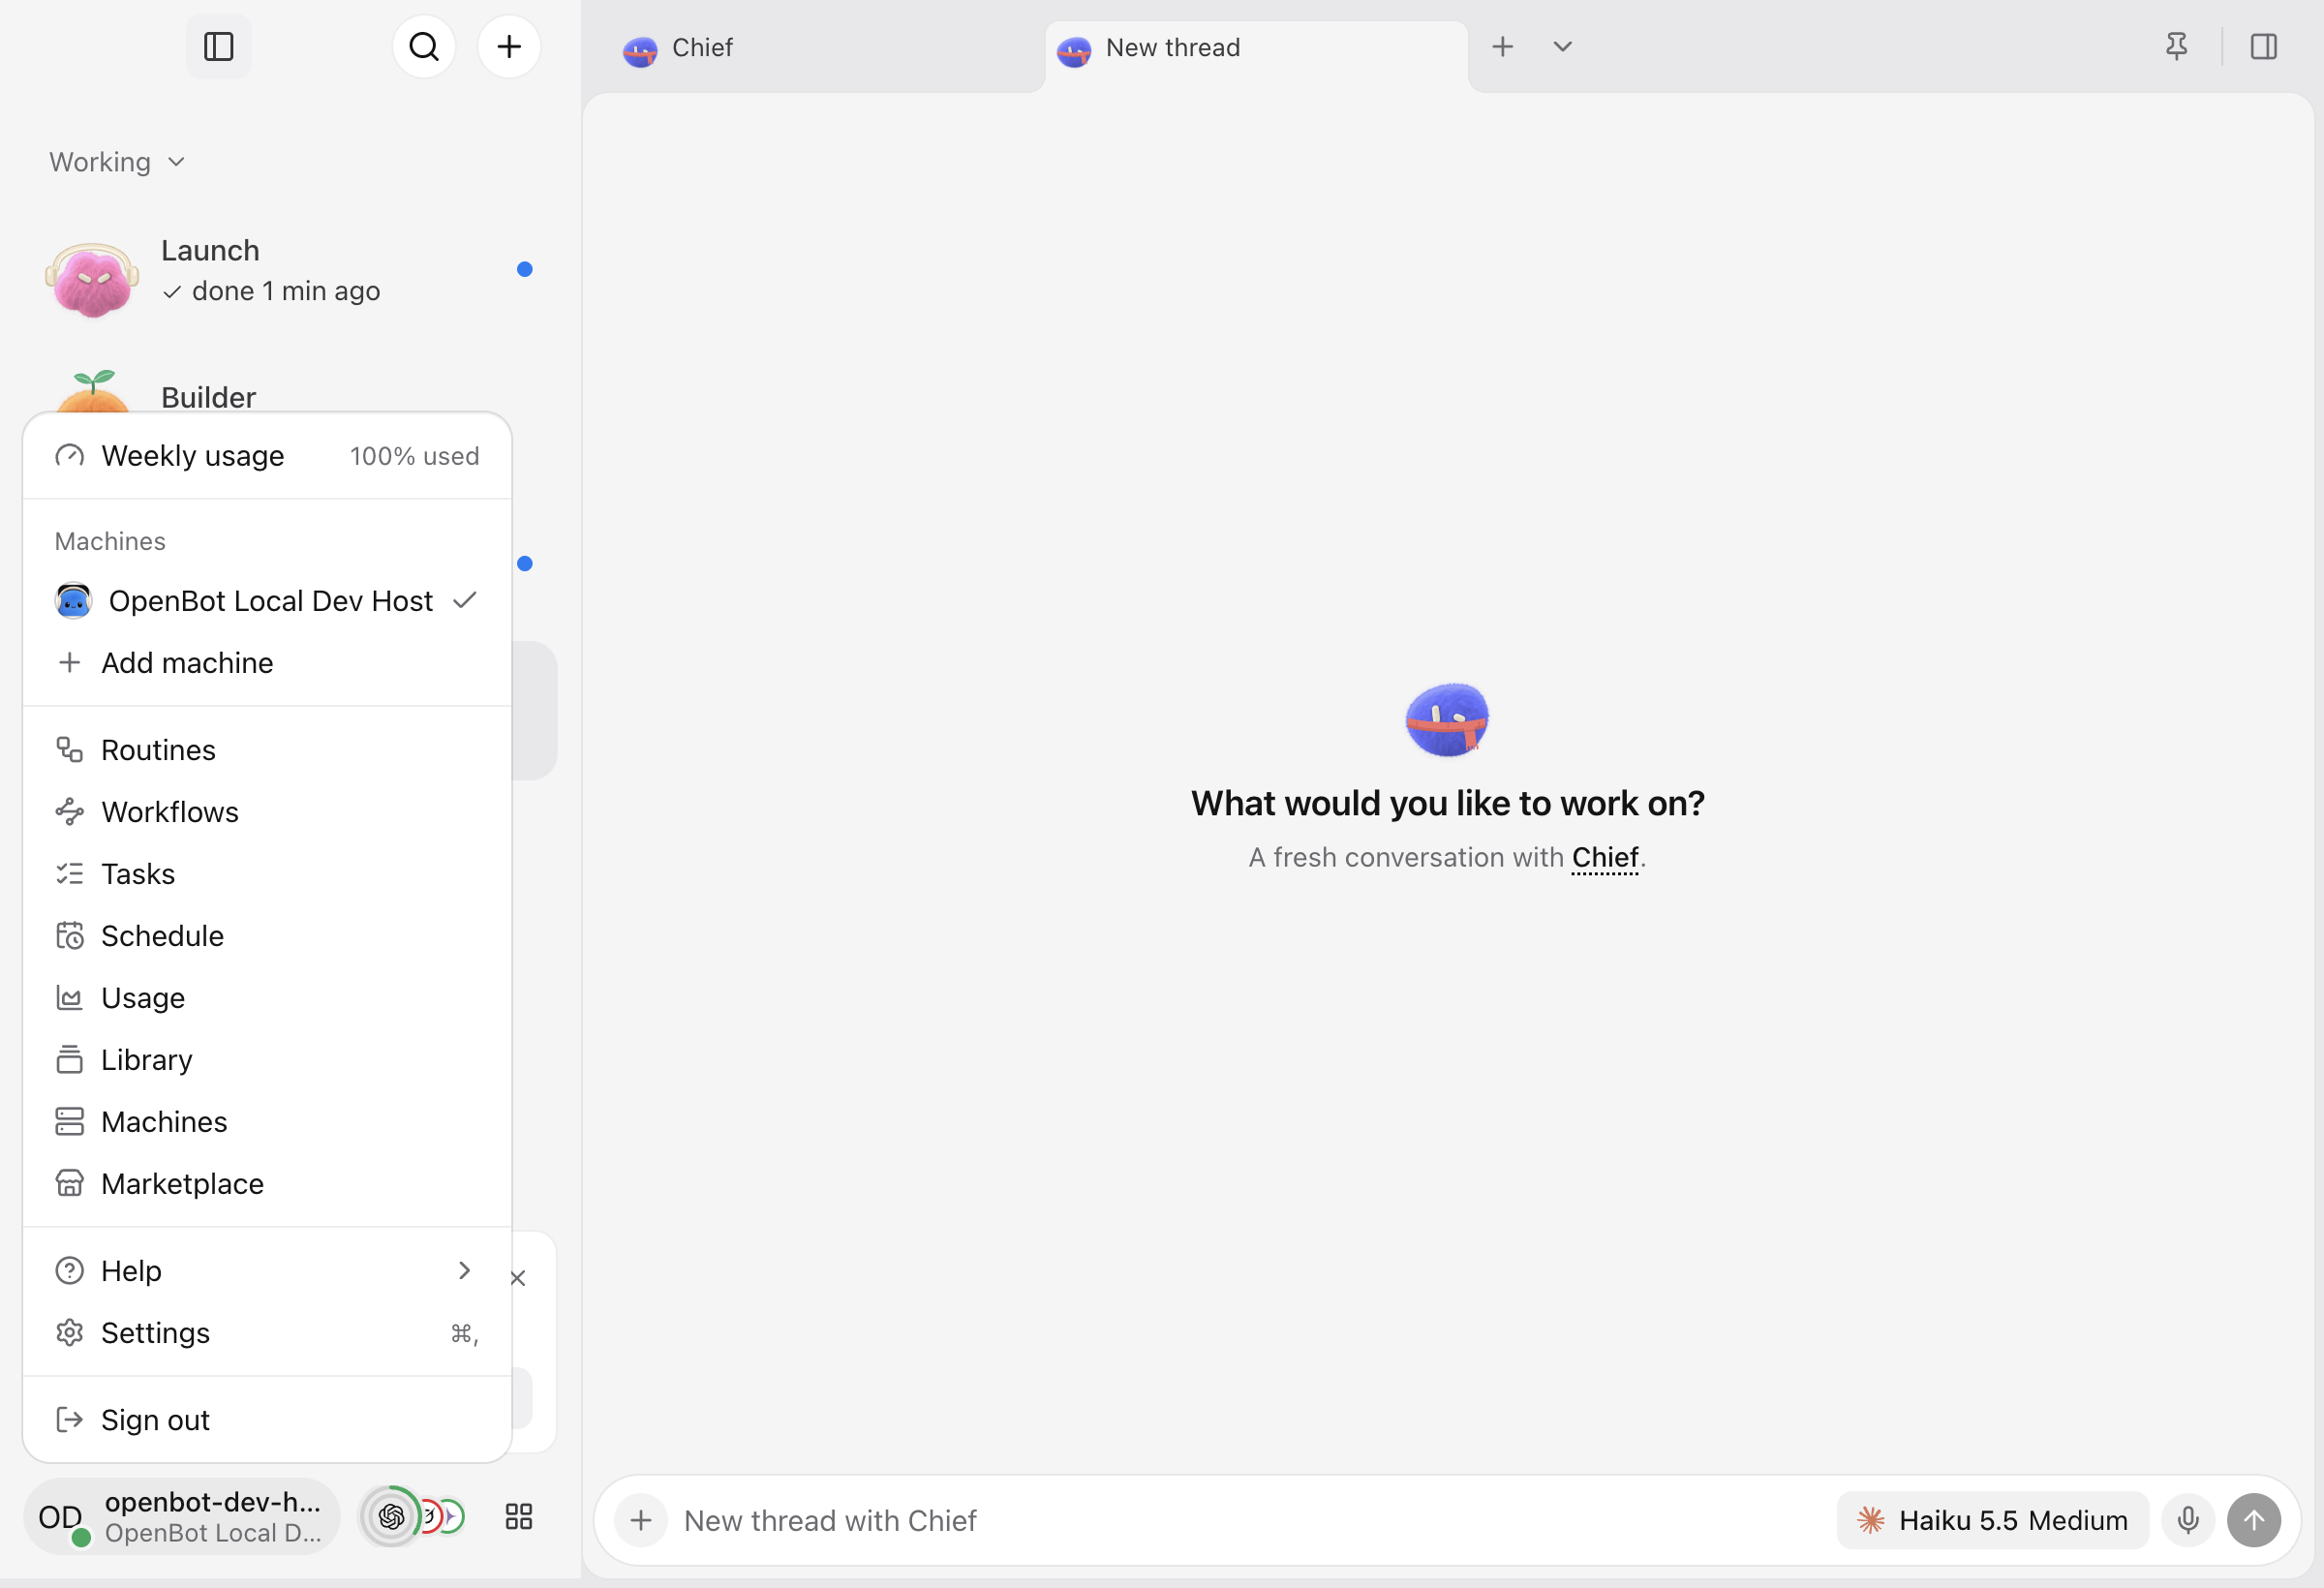 Chief
New thread
Working
Launch
done 1 min ago
Builder
Weekly usage 100% used
Machines
OpenBot Local Dev Host
Add machine
Routines
Workflows
Tasks
Schedule
Usage
Library
Machines
Marketplace
Help
Settings ⌘,
Sign out
OD
openbot-dev-h...
OpenBot Local D...
What would you like to work on?
A fresh conversation with Chief.
New thread with Chief
Haiku 5.5 Medium